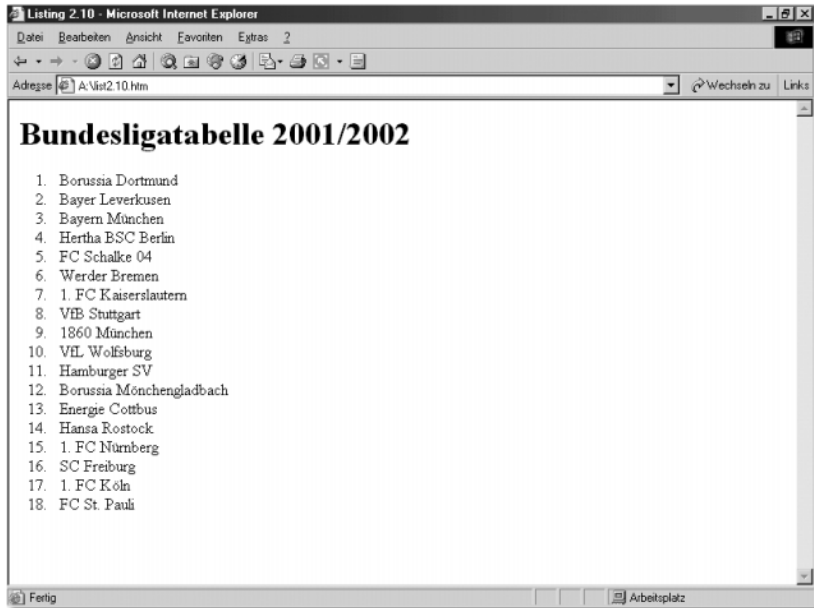 Listing 2.10 - Microsoft Internet Explorer
Datei Bearbeiten Ansicht Favoriten Extras ?
Adresse A:\list2.10.htm Wechseln zu Links
Bundesligatabelle 2001/2002
1. Borussia Dortmund
2. Bayer Leverkusen
3. Bayern München
4. Hertha BSC Berlin
5. FC Schalke 04
6. Werder Bremen
7. 1. FC Kaiserslautern
8. VfB Stuttgart
9. 1860 München
10. VfL Wolfsburg
11. Hamburger SV
12. Borussia Mönchengladbach
13. Energie Cottbus
14. Hansa Rostock
15. 1. FC Nürnberg
16. SC Freiburg
17. 1. FC Köln
18. FC St. Pauli
Fertig Arbeitsplatz